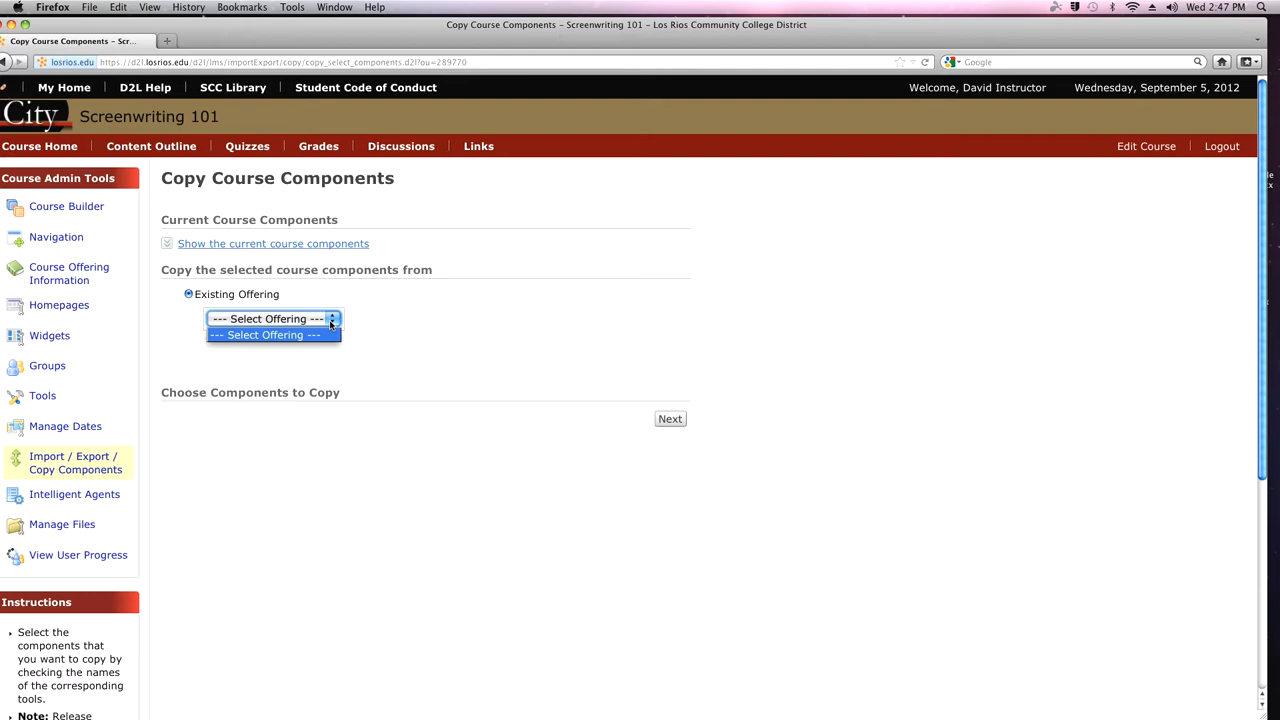 Firefox File Edit View History Bookmarks Tools Window Help Wed 2:47 PM
Copy Course Components - Screenwriting 101 - Los Rios Community College District
Copy Course Components - Scr...
losrios.edu https://d2l.losrios.edu/d2l/lms/importExport/copy/copy_select_components.d2l?ou=289770 Google
My Home D2L Help SCC Library Student Code of Conduct Welcome, David Instructor Wednesday, September 5, 2012
City Screenwriting 101
Course Home Content Outline Quizzes Grades Discussions Links Edit Course Logout
Course Admin Tools
Course Builder
Navigation
Course Offering
Information
Homepages
Widgets
Groups
Tools
Manage Dates
Import / Export /
Copy Components
Intelligent Agents
Manage Files
View User Progress
Instructions
Select the
components that
you want to copy by
checking the names
of the corresponding
tools.
Note: Release
Copy Course Components
Current Course Components
Show the current course components
Copy the selected course components from
Existing Offering
--- Select Offering ---
--- Select Offering ---
Choose Components to Copy
Next